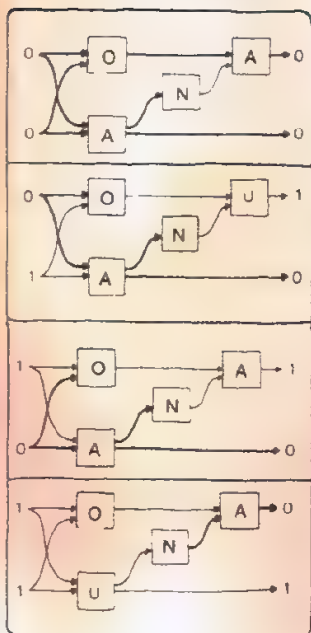 0 O A 0
N
0 A 0
0 O U 1
N
1 A 0
1 O A 1
N
0 A 0
1 O A 0
N
1 U 1